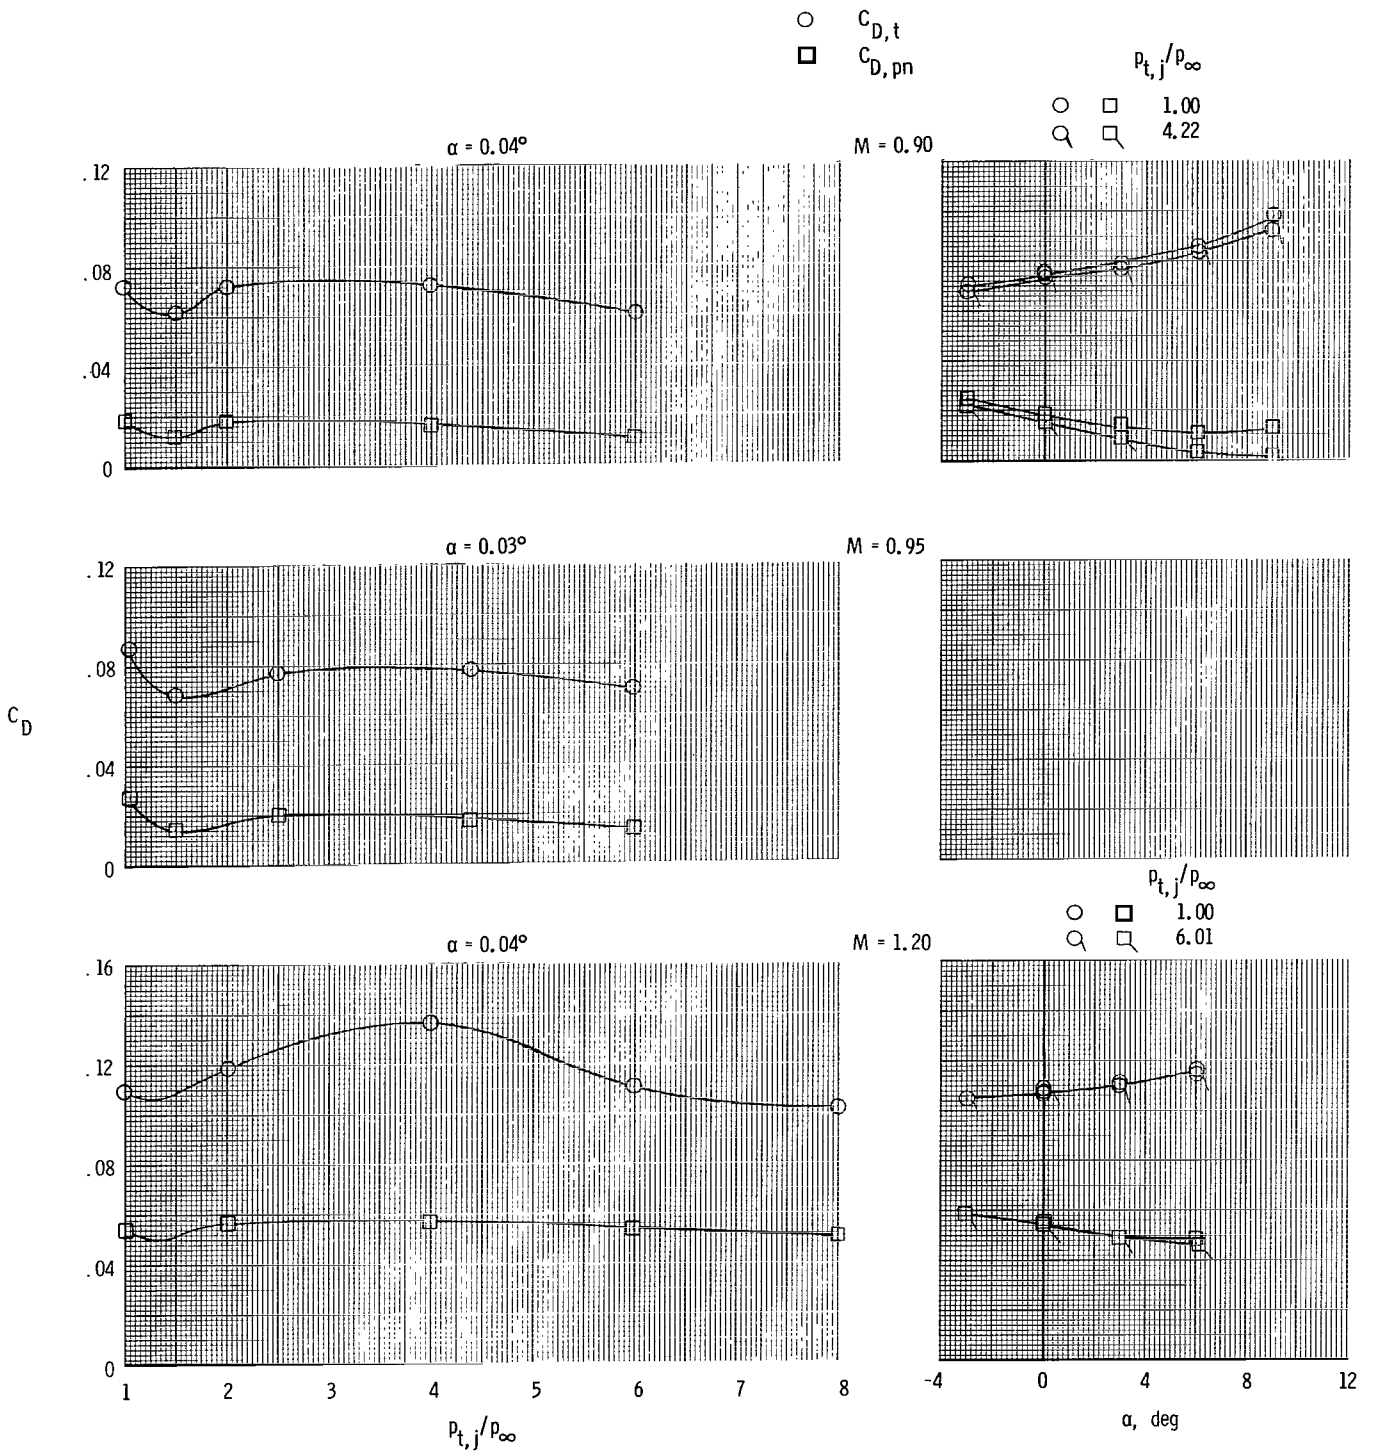 C_D,t
C_D,pn
p_t,j/p_∞
1.00
4.22
α = 0.04°
M = 0.90
.12
.08
.04
0
α = 0.03°
M = 0.95
.12
.08
.04
0
C_D
p_t,j/p_∞
1.00
6.01
α = 0.04°
M = 1.20
.16
.12
.08
.04
0
1 2 3 4 5 6 7 8
-4 0 4 8 12
p_t,j/p_∞
α, deg